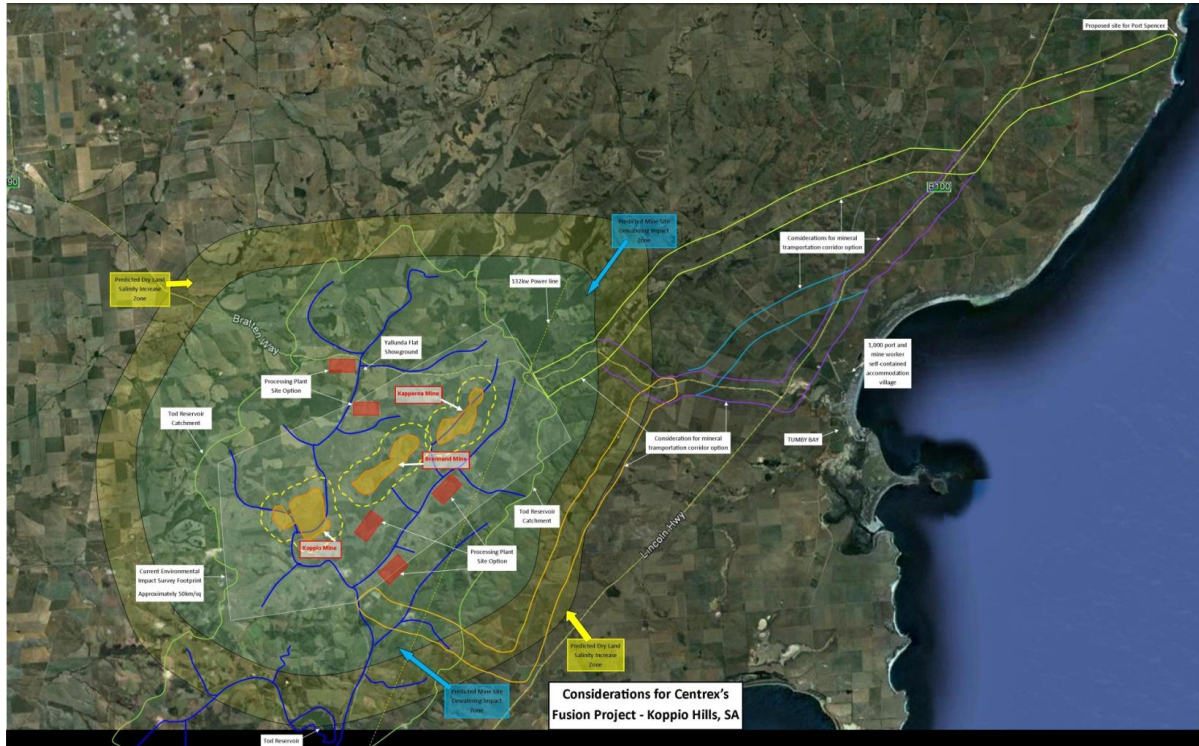 Proposed site for Port Spencer
90
B100
Predicted Mine Site
Dewatering Impact
Zone
Considerations for mineral
transportation corridor option
132kw Power line
Predicted Dry Land
Salinity Increase
Zone
Bratten Way
Yallunda Flat
Showground
1,000 port and
mine worker
self-contained
accommodation
village
Processing Plant
Site Option
Kapperna Mine
Tod Reservoir
Catchment
TUMBY BAY
Consideration for mineral
transportation corridor option
Brennand Mine
Tod Reservoir
Catchment
Lincoln Hwy
Koppio Mine
Processing Plant
Site Option
Current Environmental
Impact Survey Footprint
Approximately 50km/sq
Predicted Dry Land
Salinity Increase
Zone
Predicted Mine Site
Dewatering Impact
Zone
Considerations for Centrex's
Fusion Project - Koppio Hills, SA
Tod Reservoir